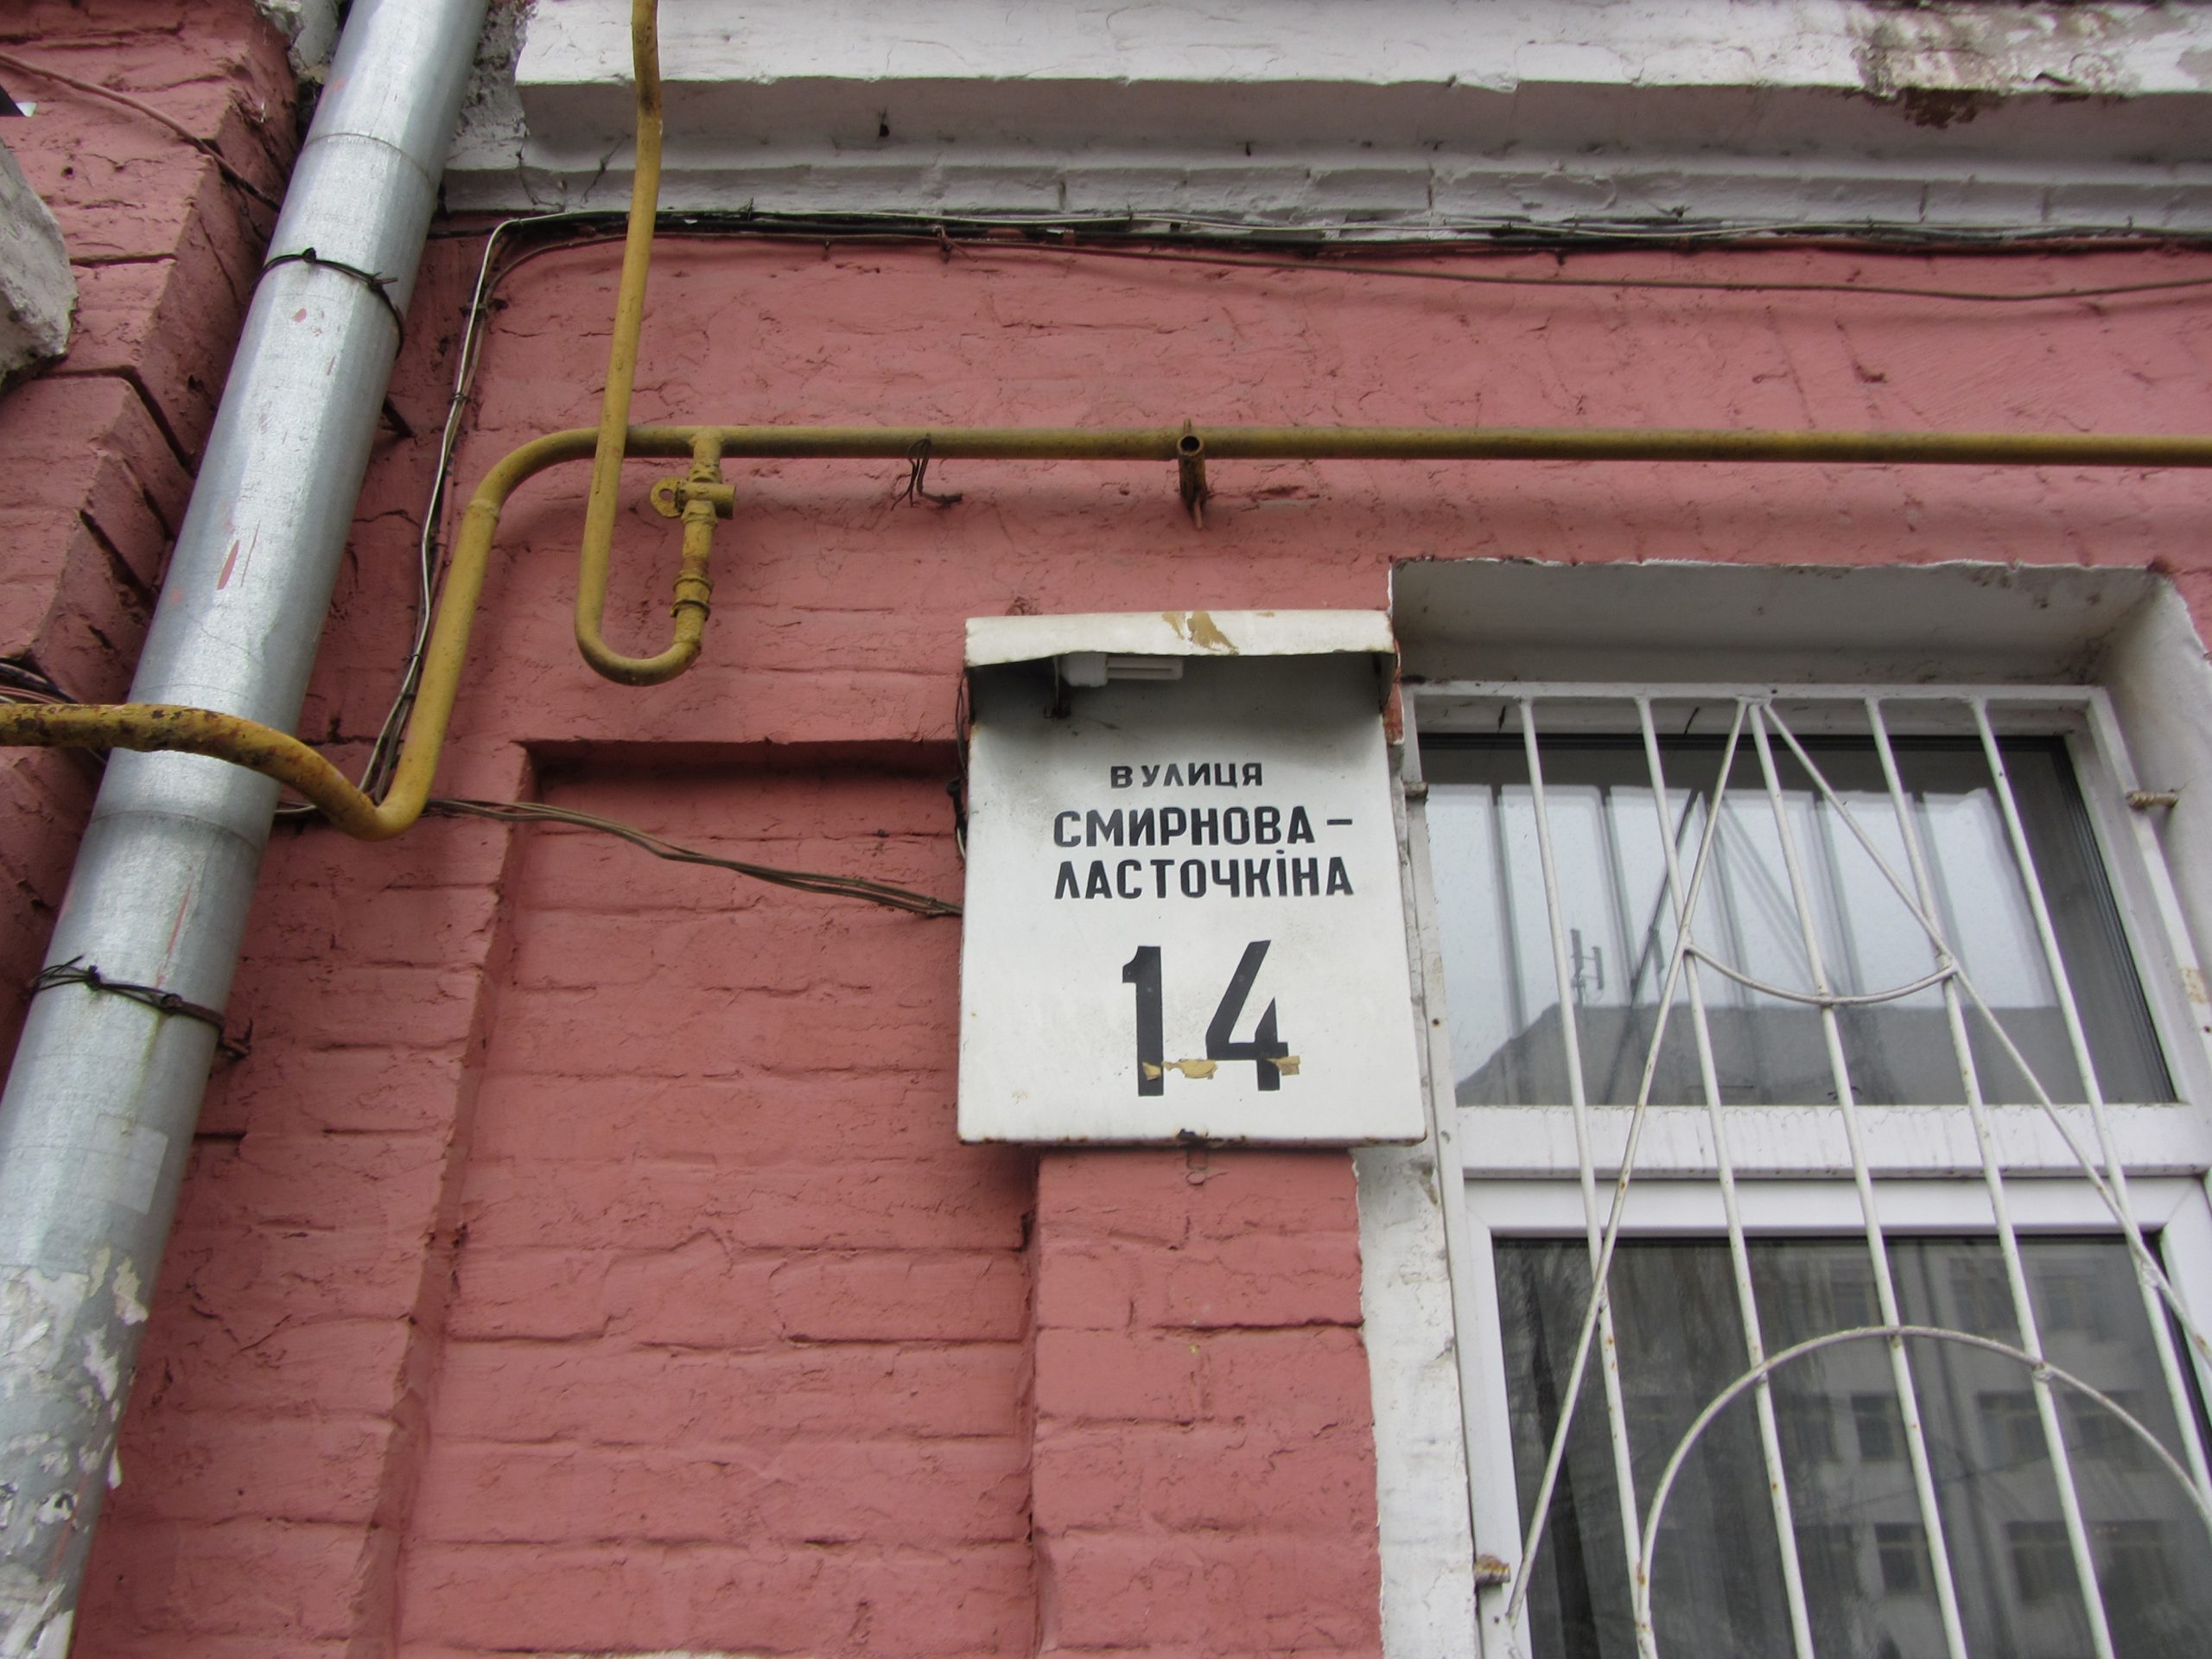 ВУЛИЦЯ
СМИРНОВА –
ЛАСТОЧКІНА
14